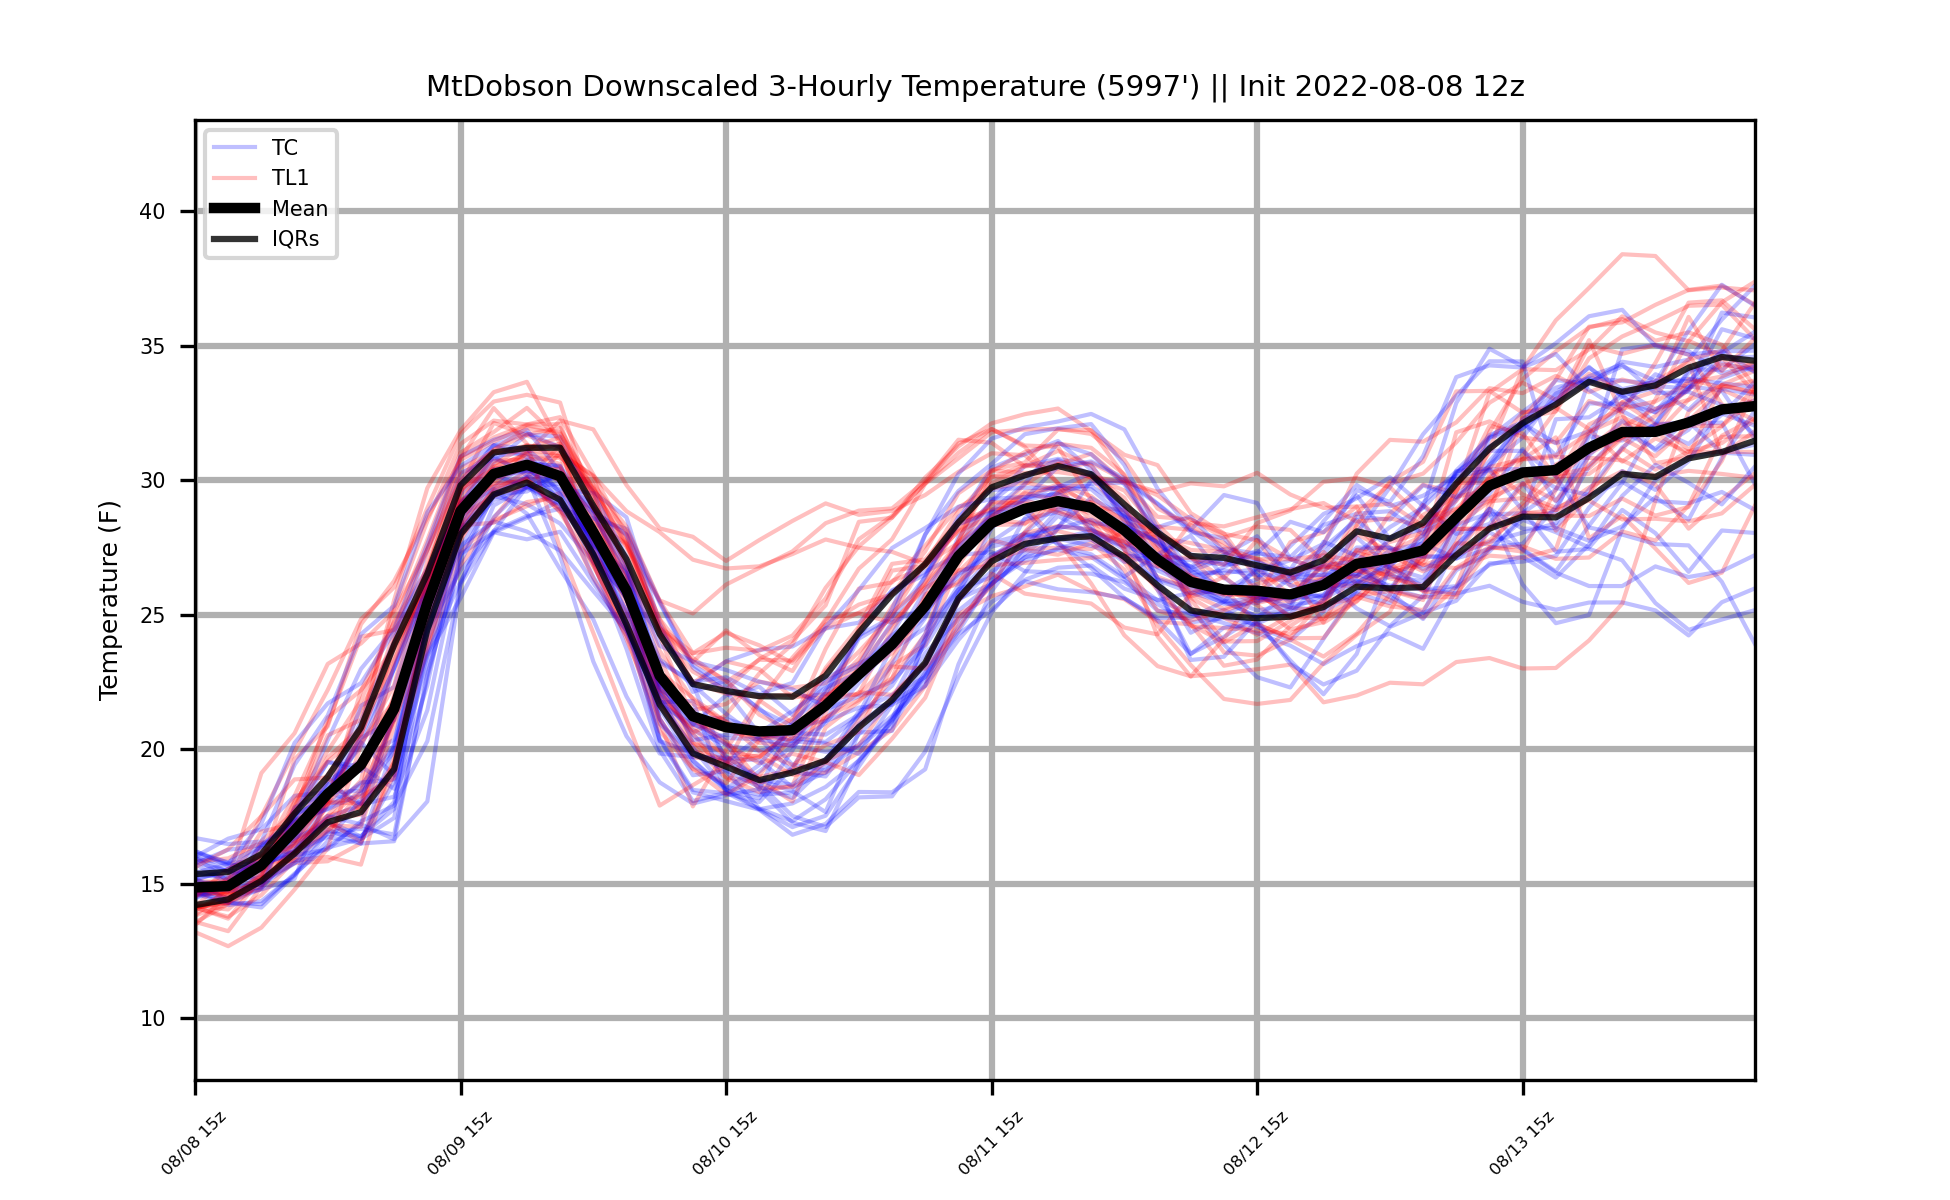 MtDobson Downscaled 3-Hourly Temperature (5997') || Init 2022-08-08 12z
TC
TL1
Mean
IQRs
Temperature (F)
40
35
30
25
20
15
10
08/08 15z
08/09 15z
08/10 15z
08/11 15z
08/12 15z
08/13 15z